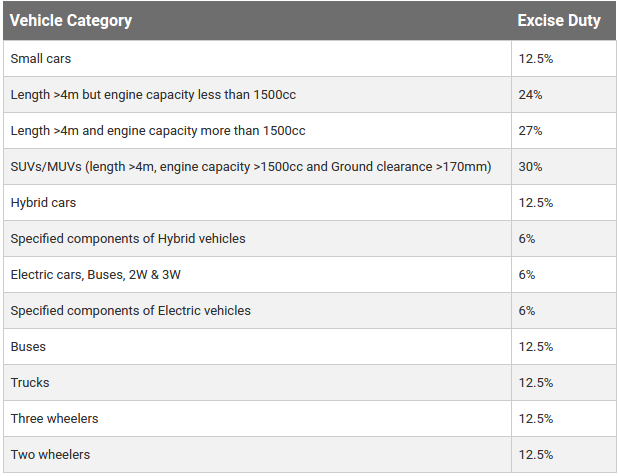 Vehicle Category Excise Duty
Small cars 12.5%
Length >4m but engine capacity less than 1500cc 24%
Length >4m and engine capacity more than 1500cc 27%
SUVs/MUVs (length >4m, engine capacity >1500cc and Ground clearance >170mm) 30%
Hybrid cars 12.5%
Specified components of Hybrid vehicles 6%
Electric cars, Buses, 2W & 3W 6%
Specified components of Electric vehicles 6%
Buses 12.5%
Trucks 12.5%
Three wheelers 12.5%
Two wheelers 12.5%